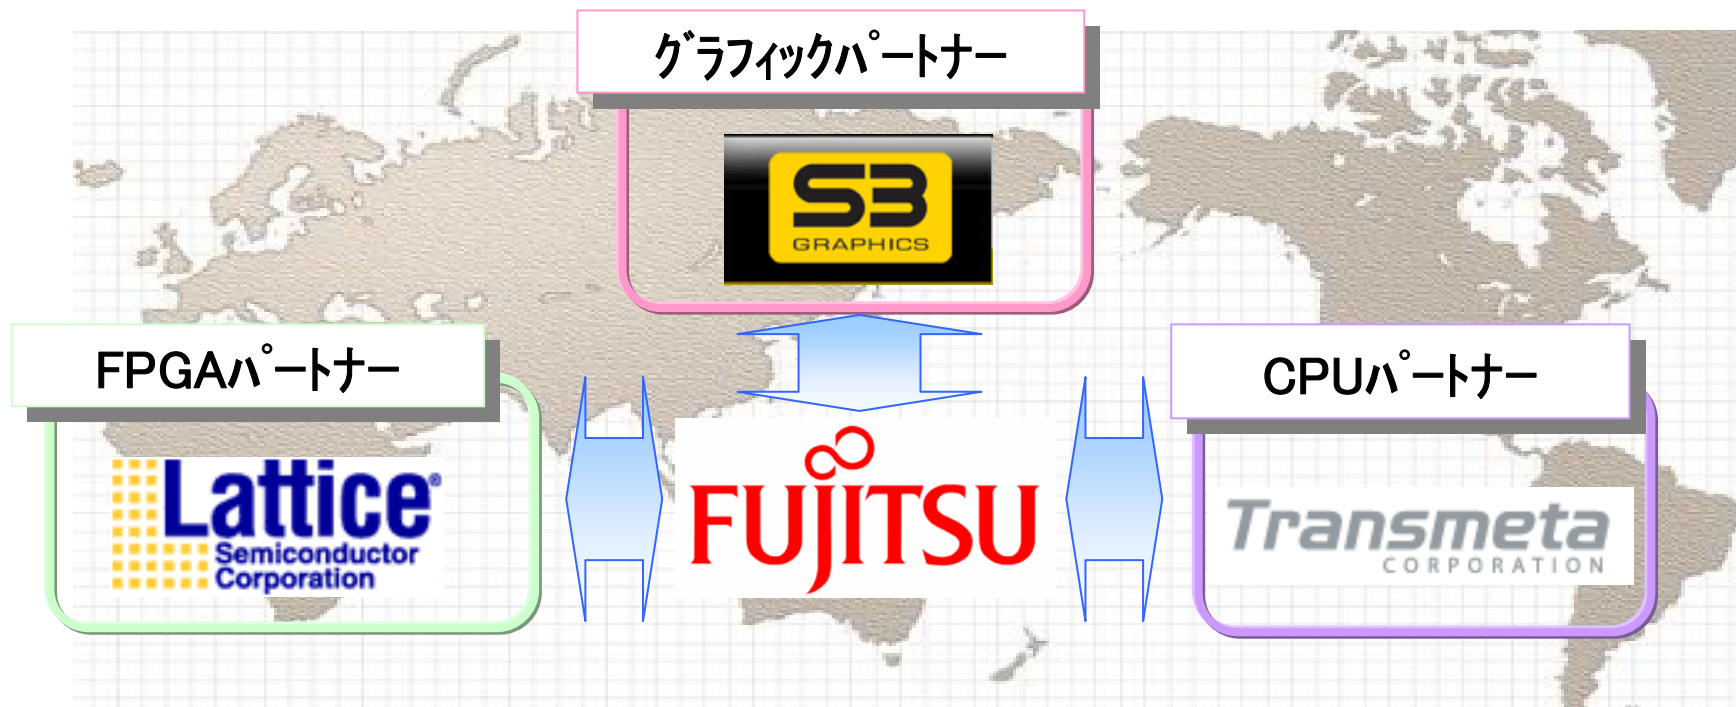 グラフィックパートナー
S3
GRAPHICS
FPGAパートナー
CPUパートナー
Lattice®
Semiconductor
Corporation
FUJITSU
Transmeta
CORPORATION